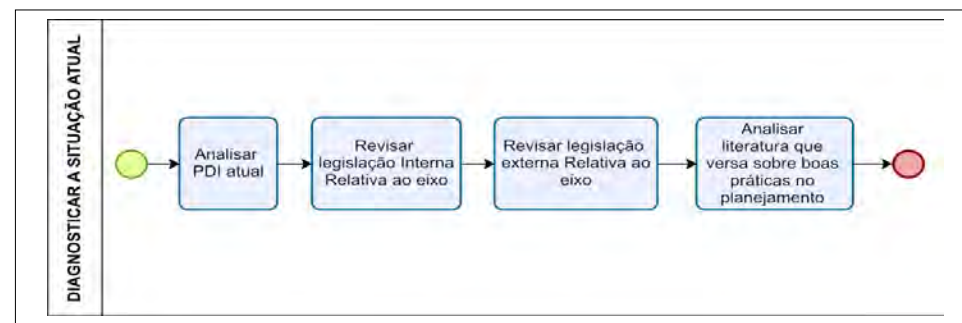 DIAGNOSTICAR A SITUAÇÃO ATUAL
Analisar
PDI atual
Revisar
legislação Interna
Relativa ao eixo
Revisar legislação
externa Relativa ao
eixo
Analisar
literatura que
versa sobre boas
práticas no
planejamento